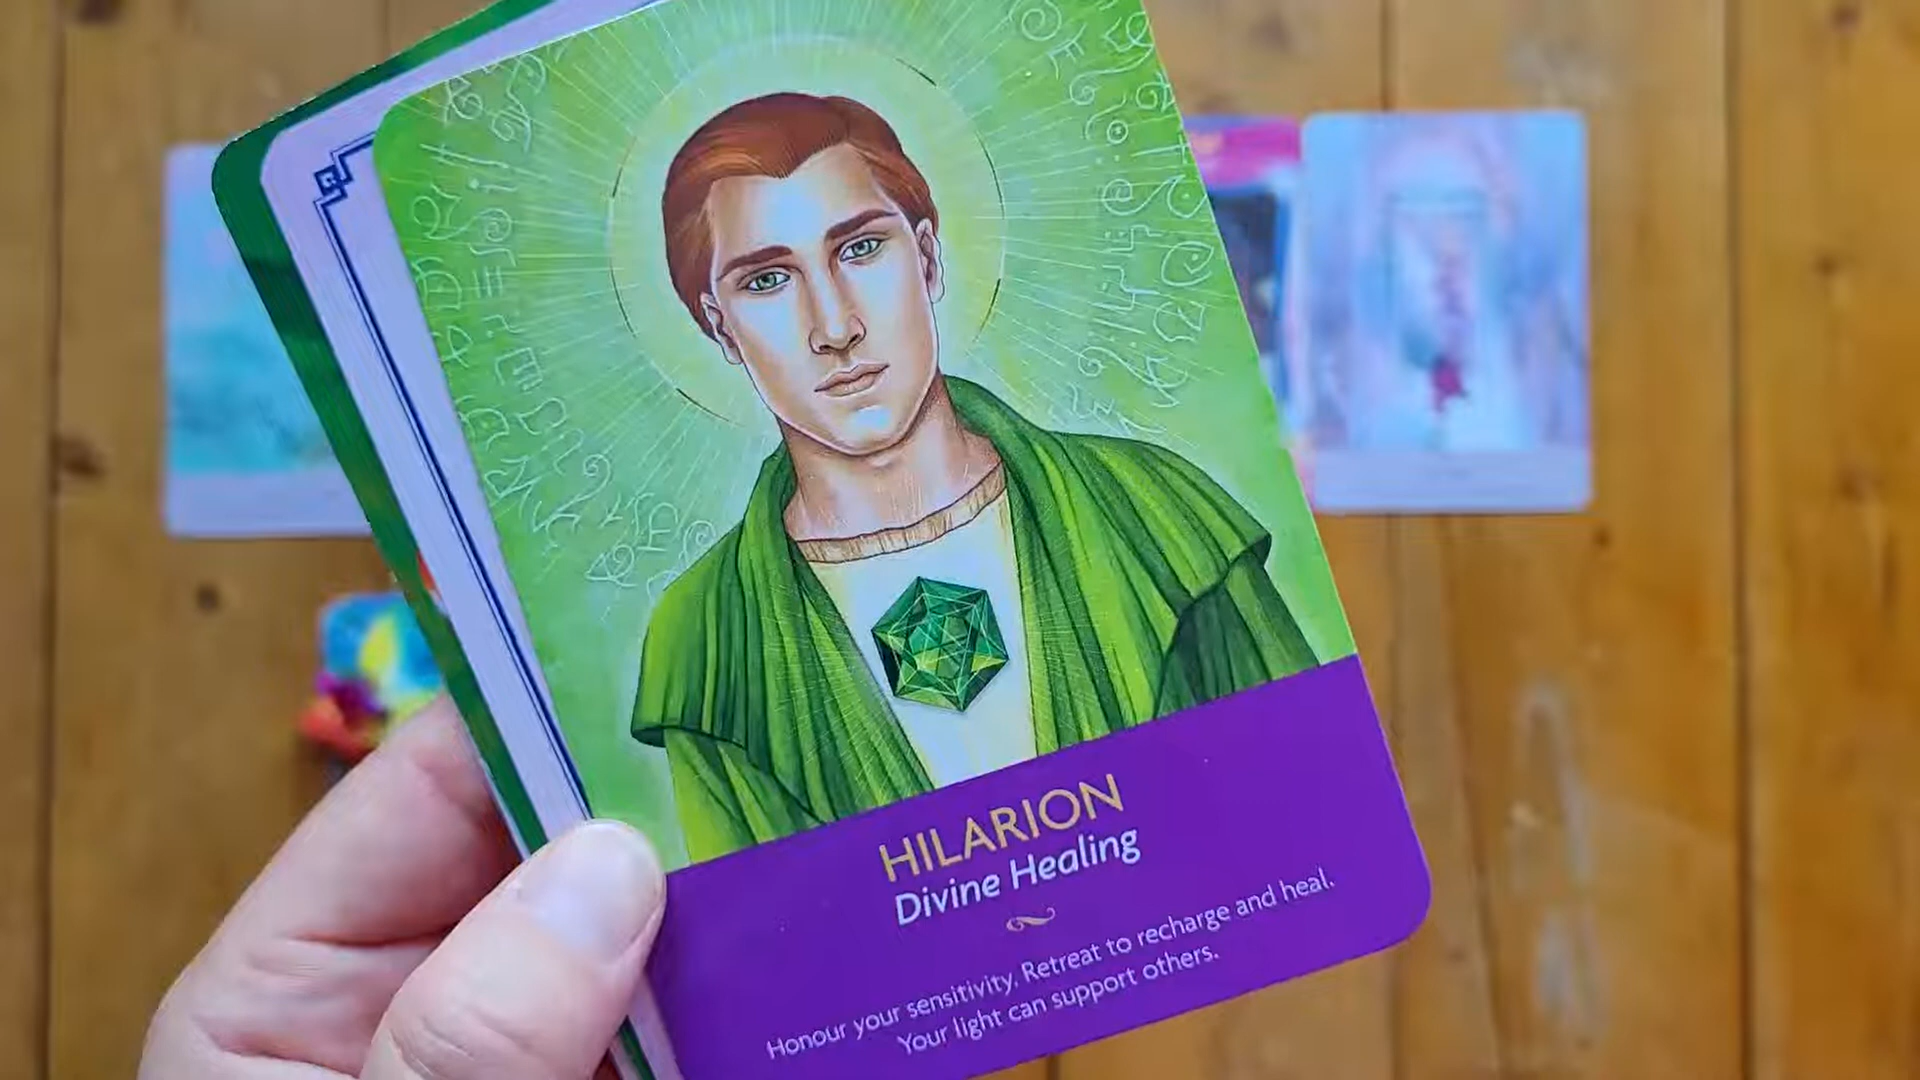 HILARION
Divine Healing
Honour your sensitivity. Retreat to recharge and heal.
Your light can support others.